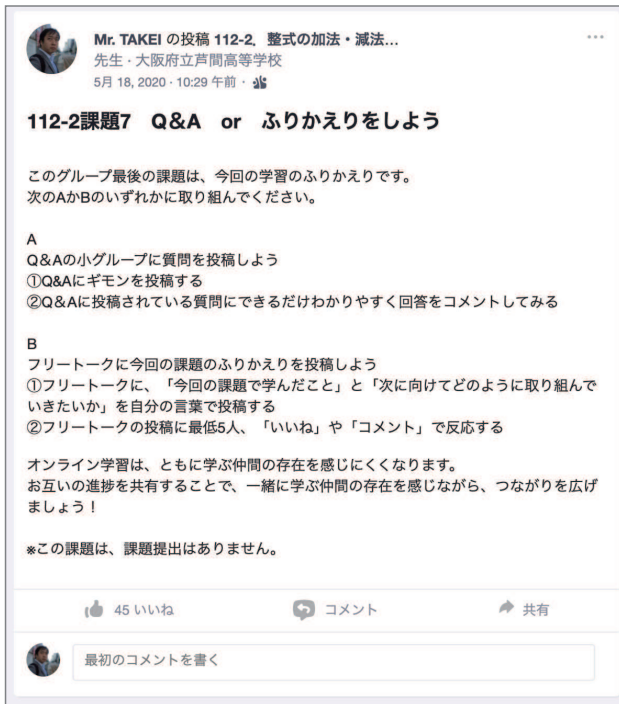 Mr. TAKEI の投稿 112-2，整式の加法・減法...
先生 · 大阪府立芦間高等学校
5月 18, 2020 · 10:29 午前 ·
112-2課題7　Q＆A　or　ふりかえりをしよう
このグループ最後の課題は、今回の学習のふりかえりです。
次のAかBのいずれかに取り組んでください。
A
Q＆Aの小グループに質問を投稿しよう
①Q&Aにギモンを投稿する
②Q＆Aに投稿されている質問にできるだけわかりやすく回答をコメントしてみる
B
フリートークに今回の課題のふりかえりを投稿しよう
①フリートークに、「今回の課題で学んだこと」と「次に向けてどのように取り組んで
いきたいか」を自分の言葉で投稿する
②フリートークの投稿に最低5人、「いいね」や「コメント」で反応する
オンライン学習は、ともに学ぶ仲間の存在を感じにくくなります。
お互いの進捗を共有することで、一緒に学ぶ仲間の存在を感じながら、つながりを広げ
ましょう！
※この課題は、課題提出はありません。
45 いいね
コメント
共有
最初のコメントを書く